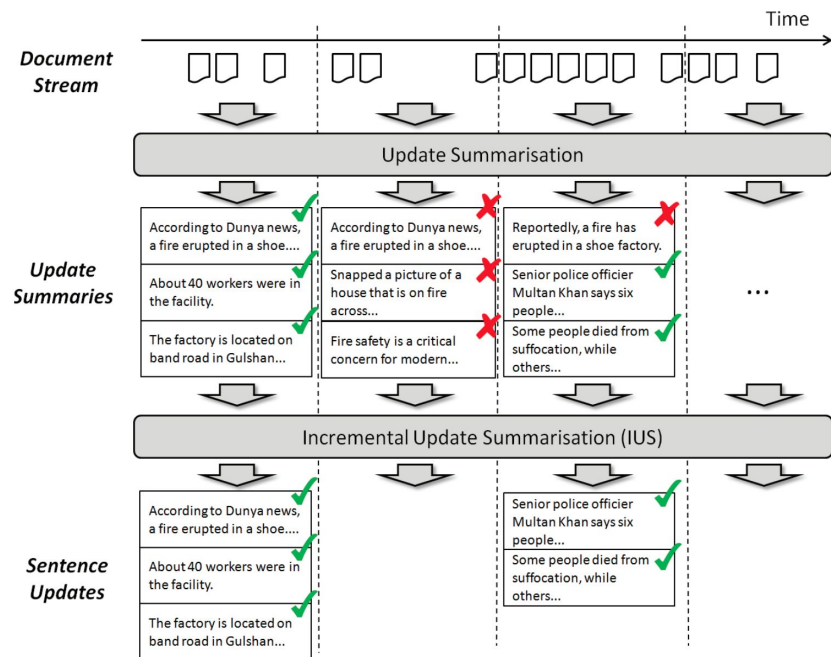 Time
Document
Stream
Update Summarisation
Update
Summaries
According to Dunya news,
a fire erupted in a shoe....
About 40 workers were in
the facility.
The factory is located on
band road in Gulshan...
According to Dunya news,
a fire erupted in a shoe....
Snapped a picture of a
house that is on fire
across...
Fire safety is a critical
concern for modern...
Reportedly, a fire has
erupted in a shoe factory.
Senior police officier
Multan Khan says six
people...
Some people died from
suffocation, while
others...
...
Incremental Update Summarisation (IUS)
Sentence
Updates
According to Dunya news,
a fire erupted in a shoe....
About 40 workers were in
the facility.
The factory is located on
band road in Gulshan...
Senior police officier
Multan Khan says six
people...
Some people died from
suffocation, while
others...